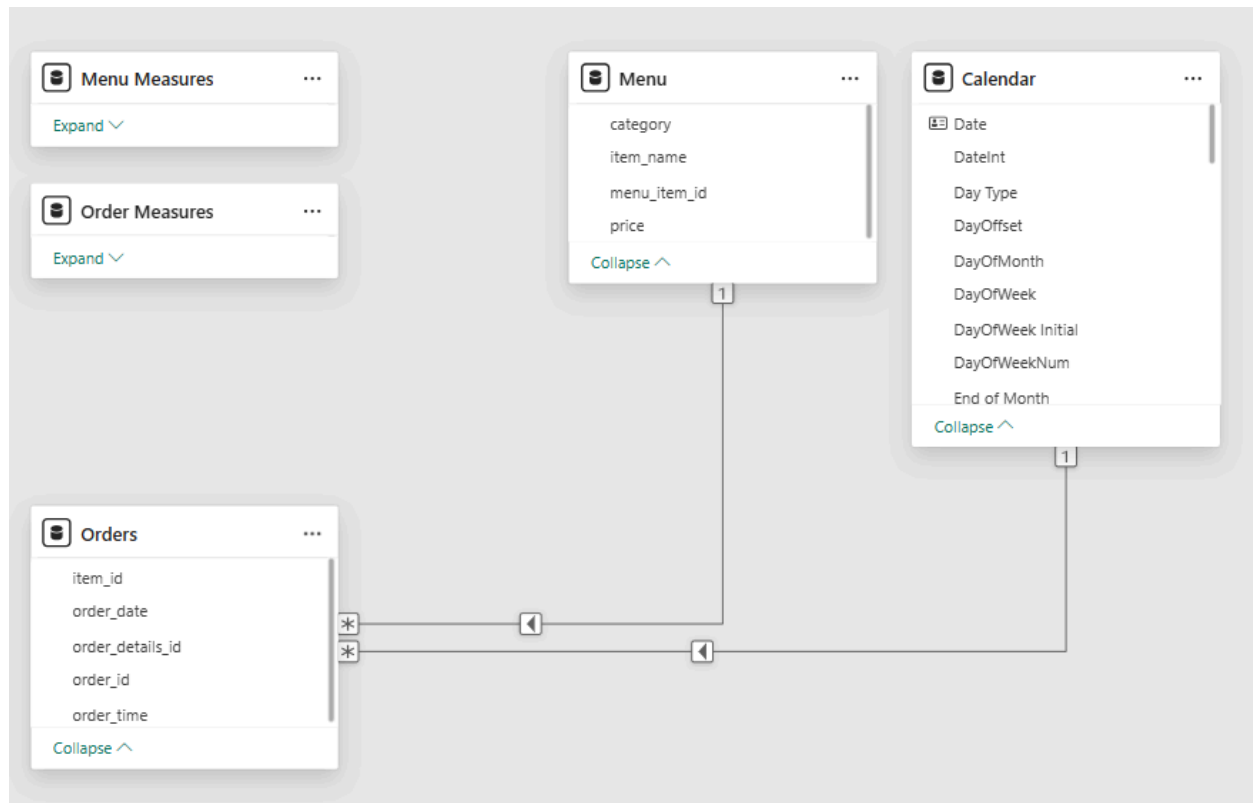 Menu Measures ...
Expand
Order Measures ...
Expand
Menu ...
category
item_name
menu_item_id
price
Collapse
1
Calendar ...
Date
DateInt
Day Type
DayOffset
DayOfMonth
DayOfWeek
DayOfWeek Initial
DayOfWeekNum
End of Month
Collapse
1
Orders ...
item_id
order_date
order_details_id
order_id
order_time
Collapse
*
*